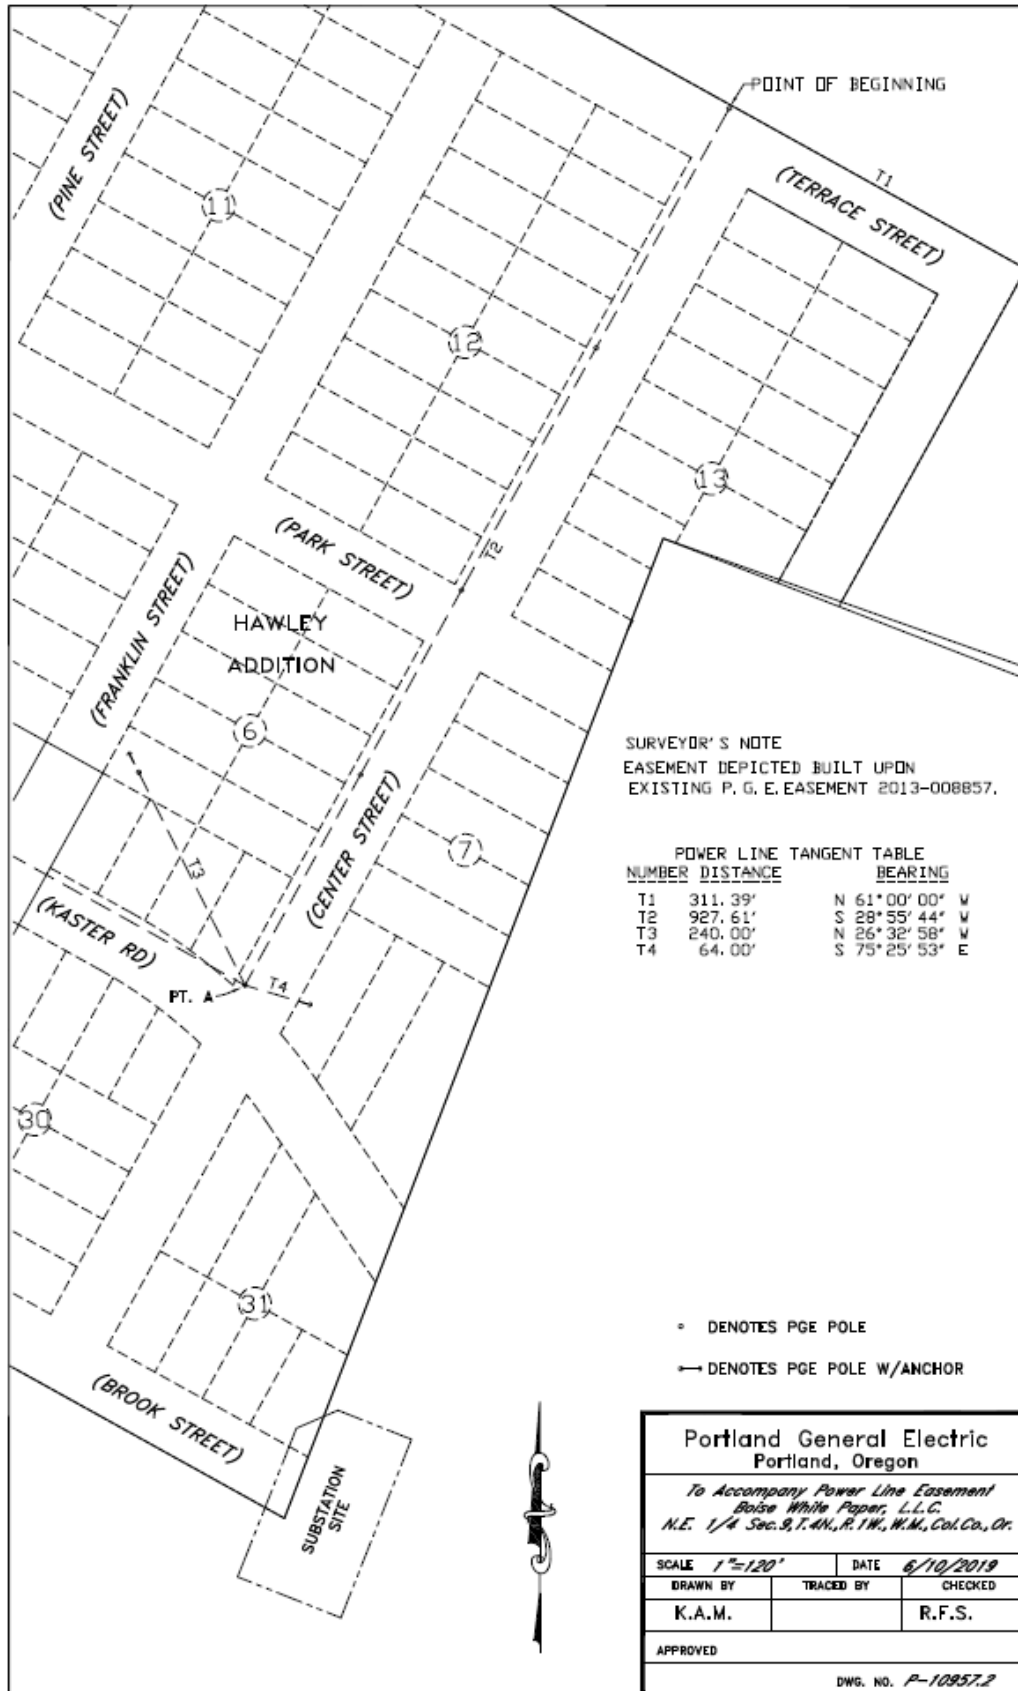 POINT OF BEGINNING
T1
(TERRACE STREET)
(PINE STREET)
11
12
13
T2
(PARK STREET)
(FRANKLIN STREET)
HAWLEY
ADDITION
6
(CENTER STREET)
7
T3
(KASTER RD)
PT. A
T4
30
31
(BROOK STREET)
SUBSTATION
SITE
SURVEYOR'S NOTE
EASEMENT DEPICTED BUILT UPON
EXISTING P.G.E. EASEMENT 2013-008857.
POWER LINE TANGENT TABLE
NUMBER DISTANCE BEARING
T1 311.39' N 61°00'00" W
T2 927.61' S 28°55'44" W
T3 240.00' N 26°32'58" W
T4 64.00' S 75°25'53" E
DENOTES PGE POLE
DENOTES PGE POLE W/ANCHOR
Portland General Electric
Portland, Oregon
To Accompany Power Line Easement
Boise White Paper, L.L.C.
N.E. 1/4 Sec.9,T.4N.,R.1W.,W.M.,Col.Co.,Or.
SCALE 1"=120' DATE 6/10/2019
DRAWN BY TRACED BY CHECKED
K.A.M. R.F.S.
APPROVED
DWG. NO. P-10957.2